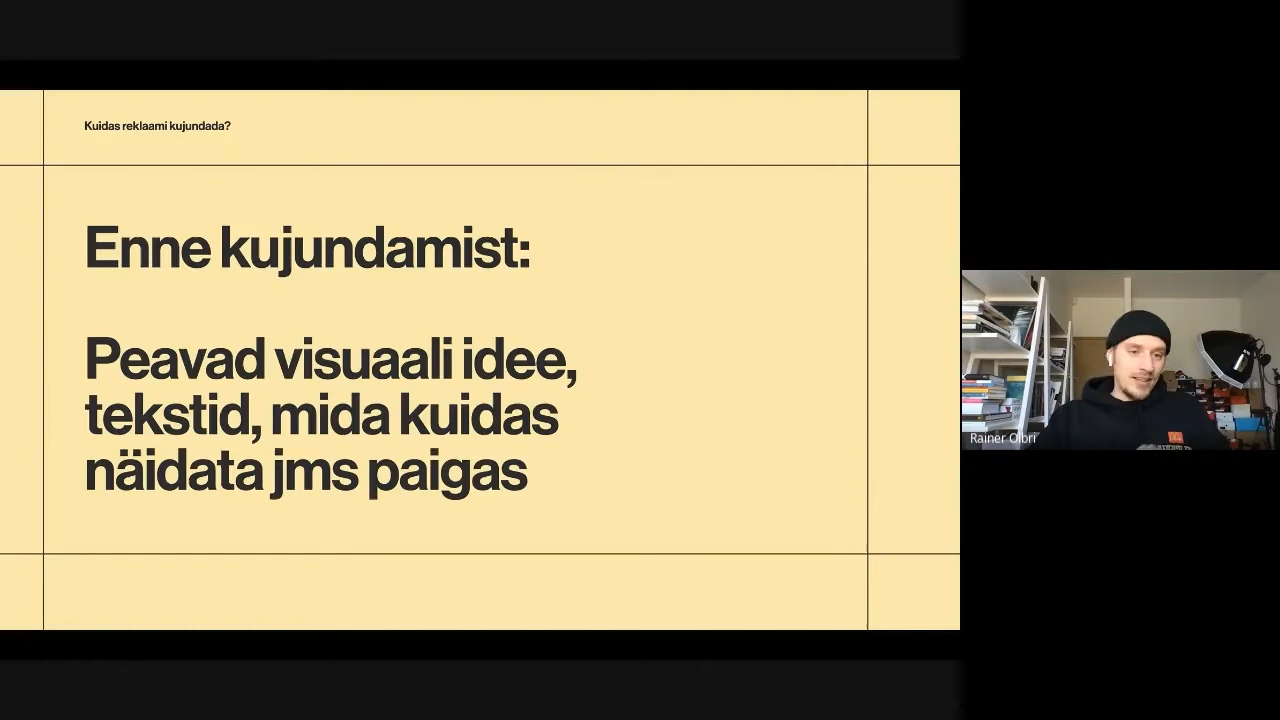 Kuidas reklaami kujundada?
Enne kujundamist:
Peavad visuaali idee,
tekstid, mida kuidas
näidata jms paigas
Rainer Olbri